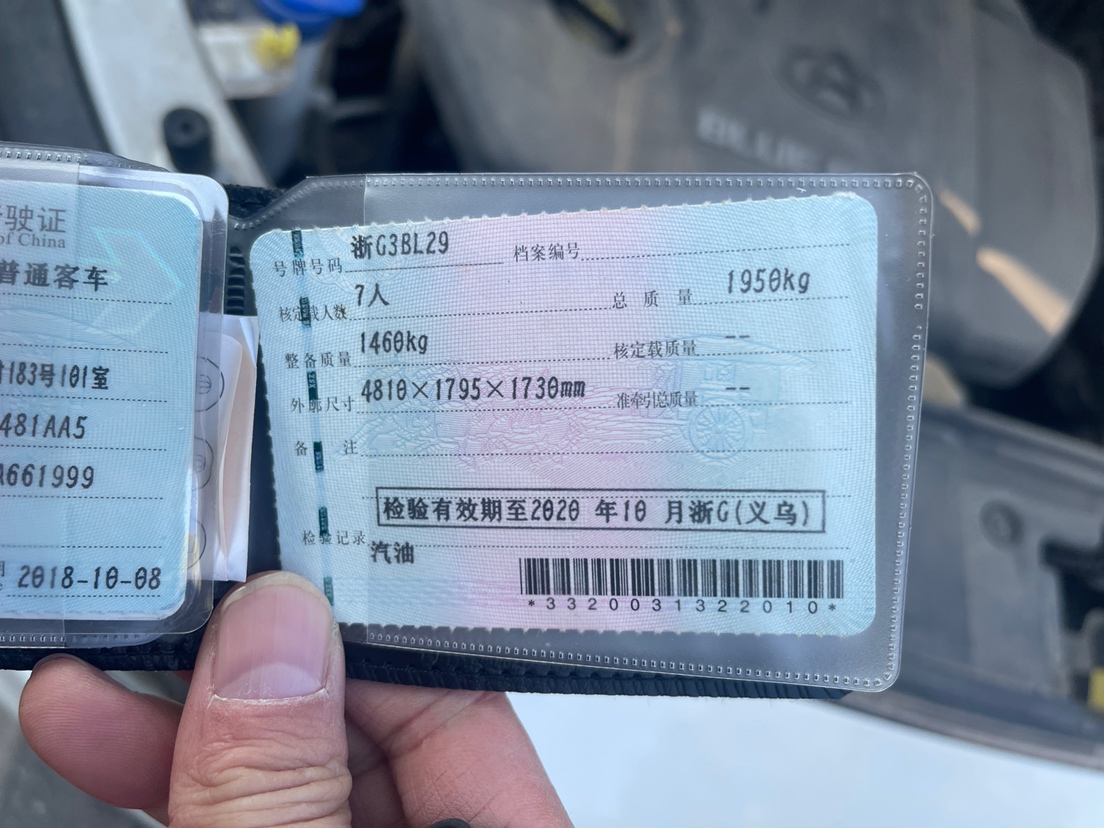 驶证
of China
普通客车
183号101室
481AA5
A661999
2018-10-08
号牌号码 浙G3BL29 档案编号
核定载人数 7人 总质量 1950kg
整备质量 1460kg 核定载质量 --
外廓尺寸 4810×1795×1730mm 准牵引总质量 --
备注
检验有效期至2020 年10 月浙G(义乌)
检验记录 汽油
*3320031322010*
BLUE